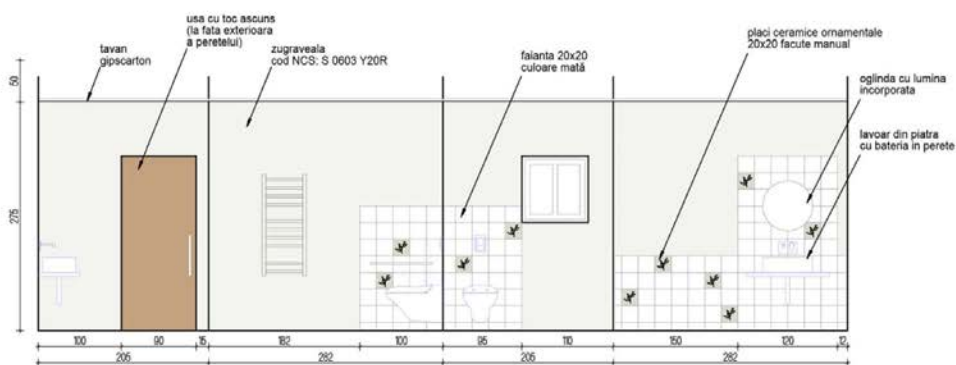 usa cu toc ascuns
(la fata exterioara
a peretelui)
tavan
gipscarton
zugraveala
cod NCS: S 0603 Y20R
faianta 20x20
culoare mată
placi ceramice ornamentale
20x20 facute manual
oglinda cu lumina
incorporata
lavoar din piatra
cu bateria in perete
50
275
100 90 15 182 100 95 110 150 120 12
205 282 205 282